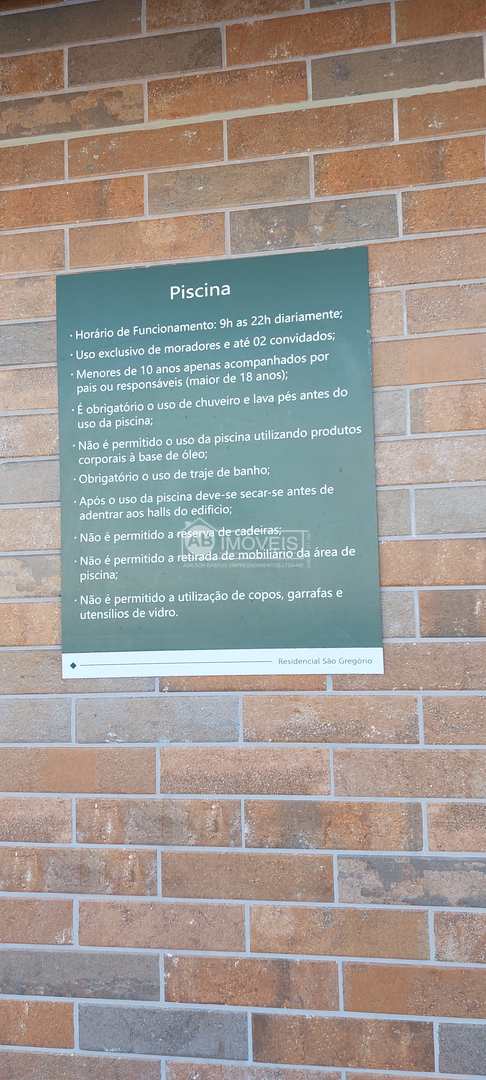 Piscina
· Horário de Funcionamento: 9h as 22h diariamente;
· Uso exclusivo de moradores e até 02 convidados;
· Menores de 10 anos apenas acompanhados por
pais ou responsáveis (maior de 18 anos);
· É obrigatório o uso de chuveiro e lava pés antes do
uso da piscina;
· Não é permitido o uso da piscina utilizando produtos
corporais à base de óleo;
· Obrigatório o uso de traje de banho;
· Após o uso da piscina deve-se secar-se antes de
adentrar aos halls do edificio;
· Não é permitido a reserva de cadeiras;
AB IMOVEIS
· Não é permitido a retirada de mobiliário da área de
piscina;
· Não é permitido a utilização de copos, garrafas e
utensílios de vidro.
Residencial São Gregório